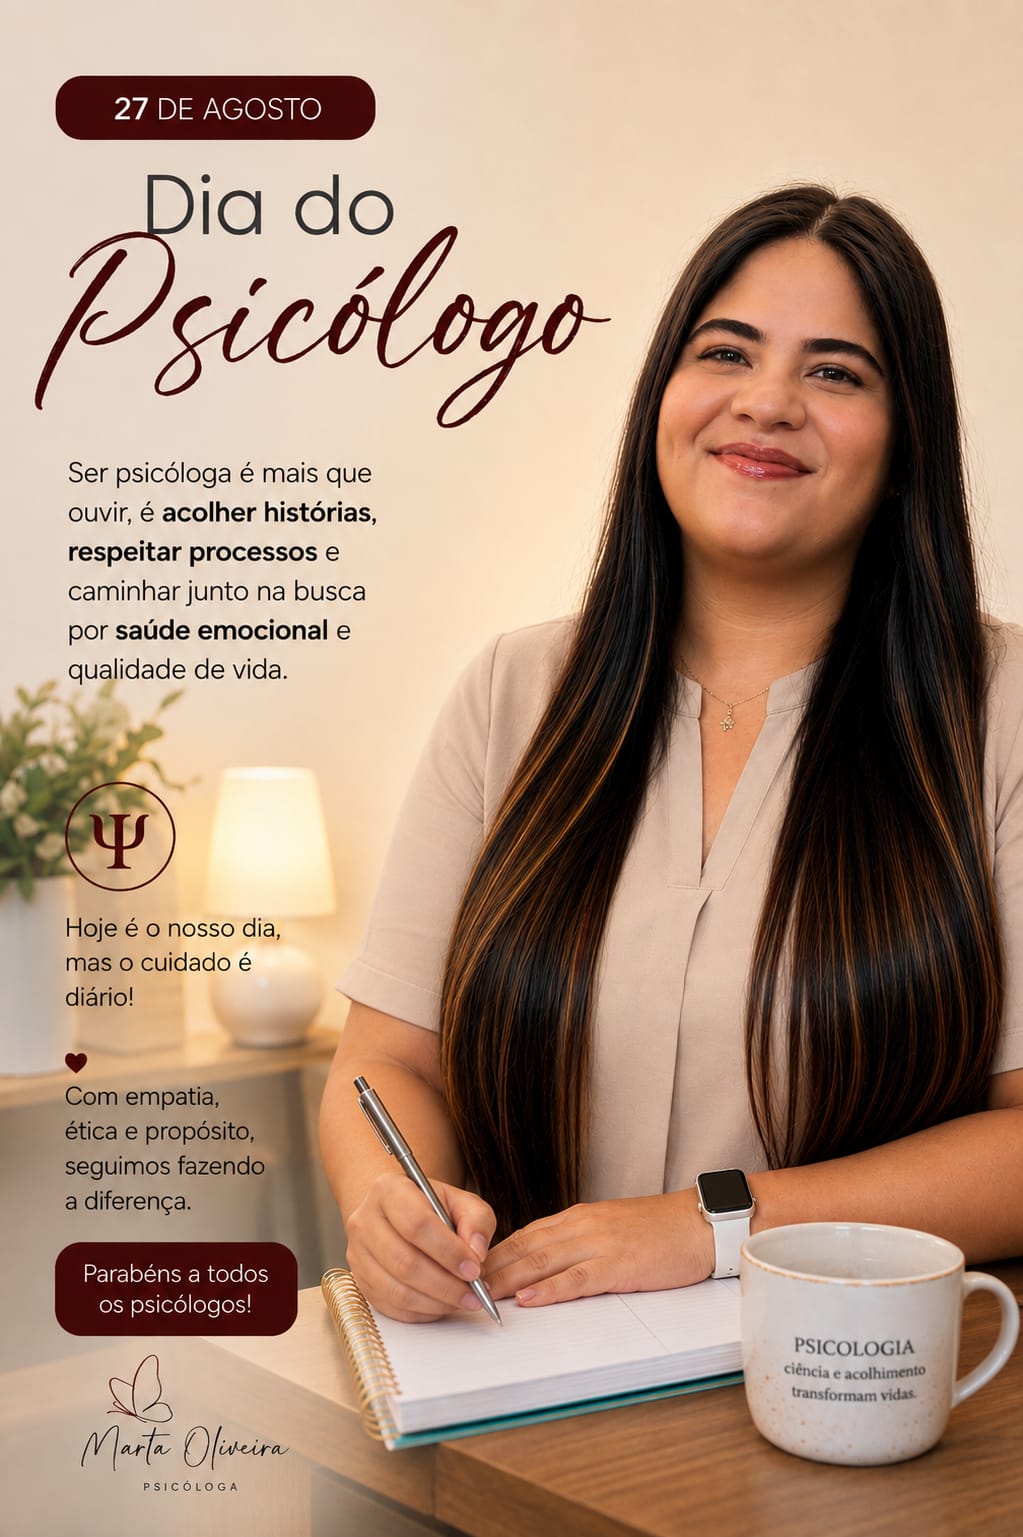 27 DE AGOSTO
Dia do
Psicólogo
Ser psicóloga é mais que
ouvir, é acolher histórias,
respeitar processos e
caminhar junto na busca
por saúde emocional e
qualidade de vida.
Ψ
Hoje é o nosso dia,
mas o cuidado é
diário!
Com empatia,
ética e propósito,
seguimos fazendo
a diferença.
Parabéns a todos
os psicólogos!
Marta Oliveira
PSICÓLOGA
PSICOLOGIA
ciência e acolhimento
transformam vidas.